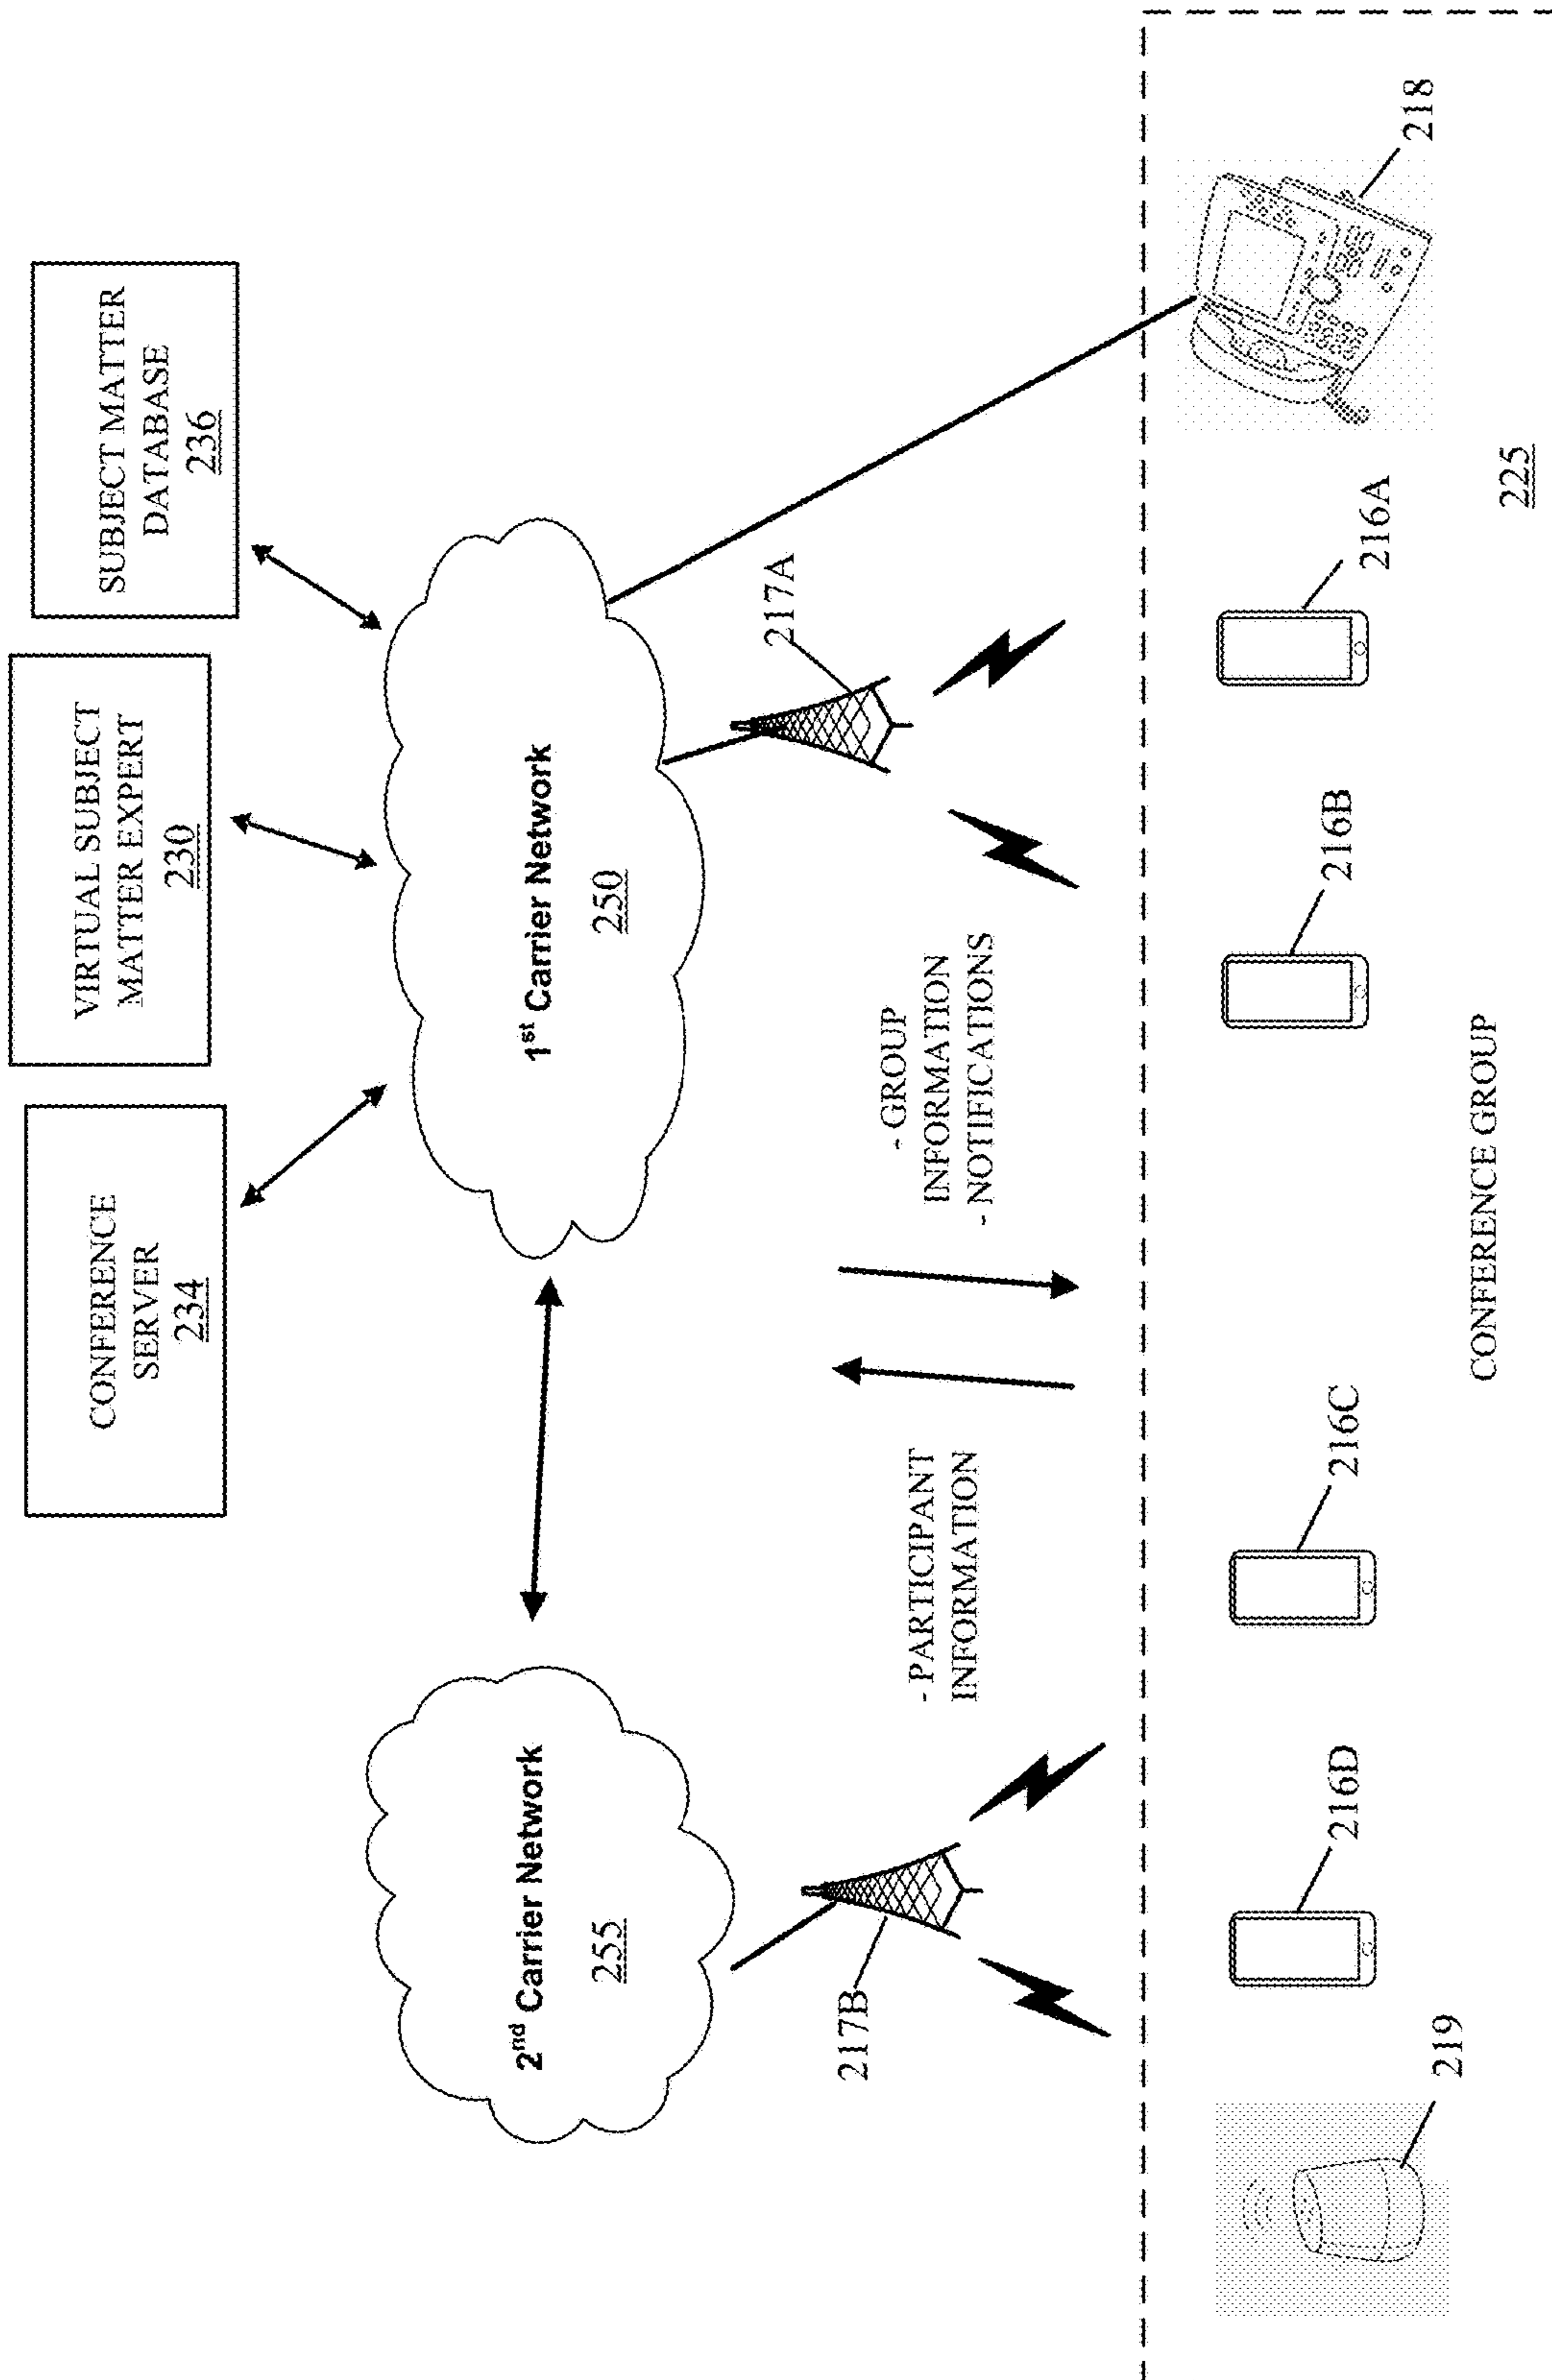 CONFERENCE
SERVER
234
VIRTUAL SUBJECT
MATTER EXPERT
230
SUBJECT MATTER
DATABASE
236
2nd Carrier Network
255
1st Carrier Network
250
217B
217A
- PARTICIPANT
INFORMATION
- GROUP
INFORMATION
- NOTIFICATIONS
219
216D
216C
216B
216A
218
CONFERENCE GROUP
225